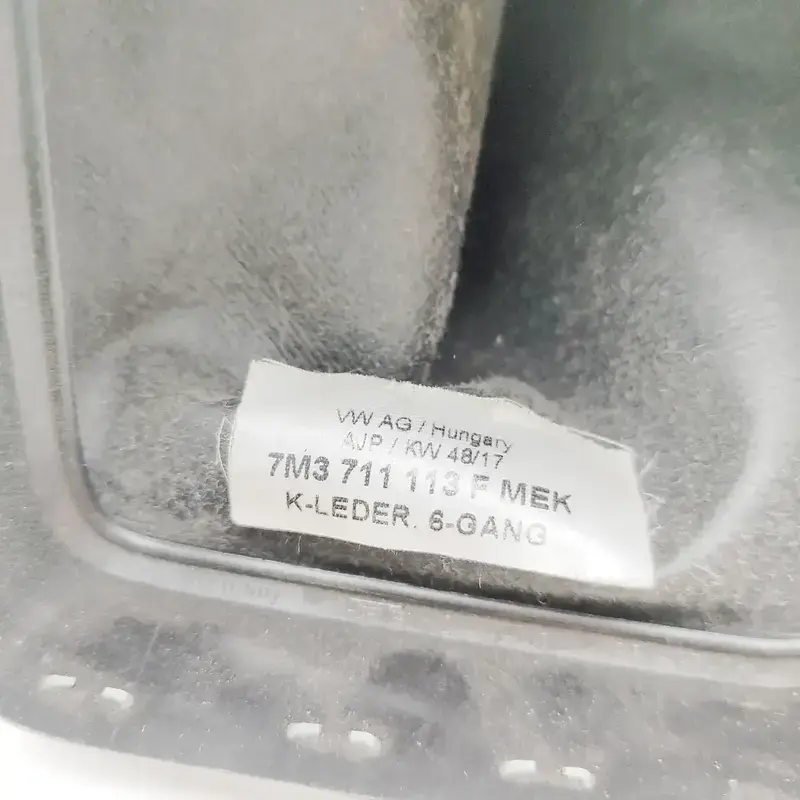 VW AG / Hungary
AJP / KW 48/17
7M3 711 113 F MEK
K-LEDER. 6-GANG